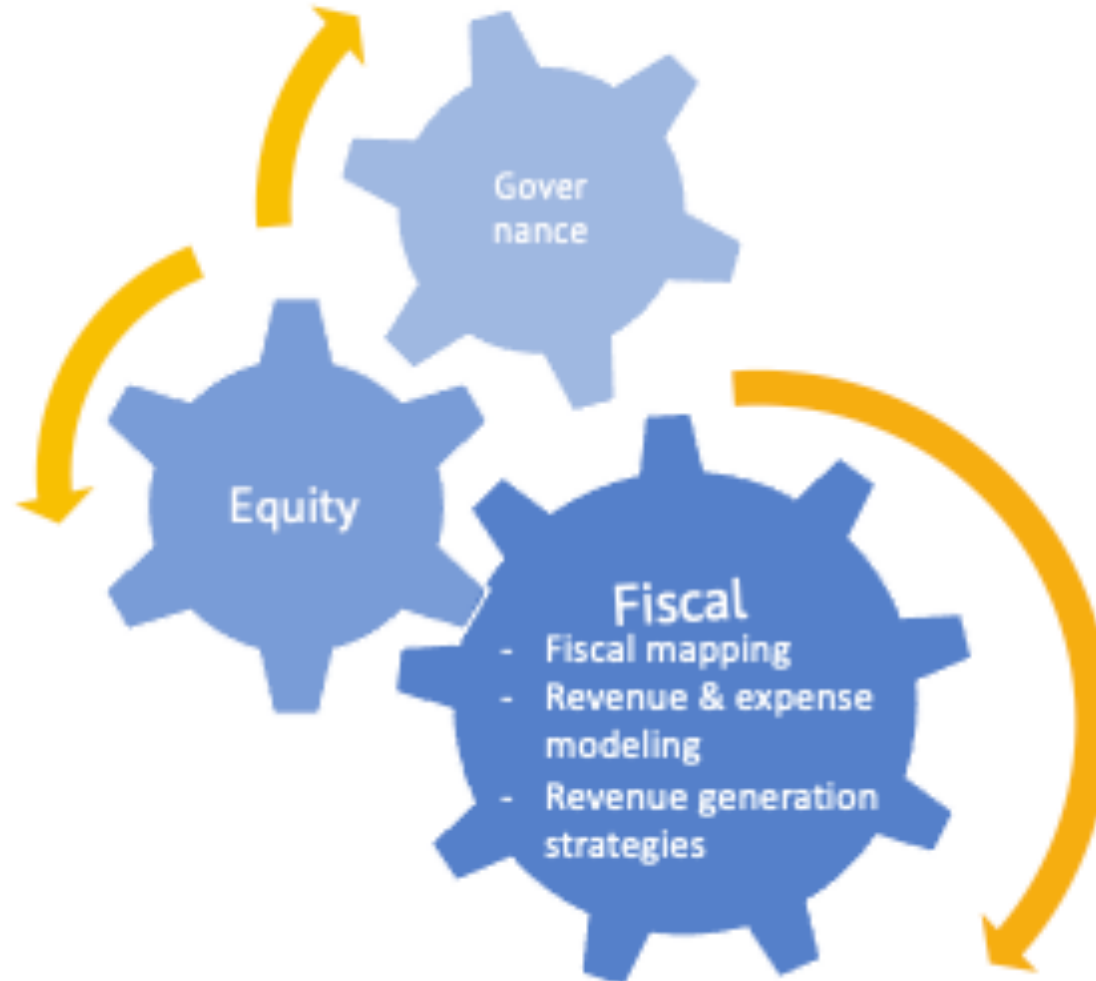 Gover
nance
Equity
Fiscal
- Fiscal mapping
- Revenue & expense
modeling
- Revenue generation
strategies